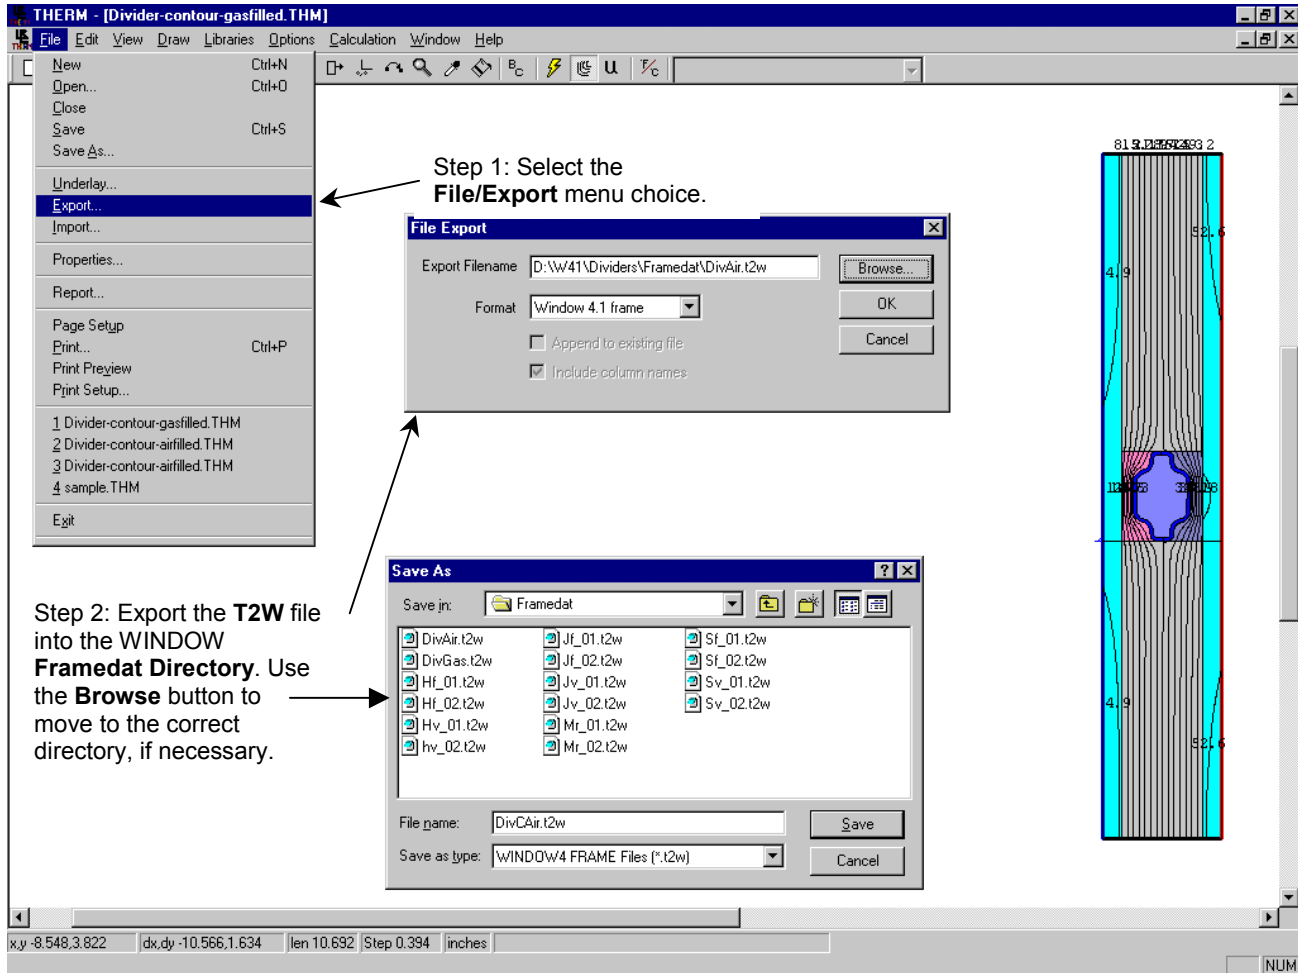 THERM - [Divider-contour-gasfilled.THM]
File Edit View Draw Libraries Options Calculation Window Help
New Ctrl+N
Open... Ctrl+O
Close
Save Ctrl+S
Save As...
Underlay...
Export...
Import...
Properties...
Report...
Page Setup
Print... Ctrl+P
Print Preview
Print Setup...
1 Divider-contour-gasfilled.THM
2 Divider-contour-airfilled.THM
3 Divider-contour-airfilled.THM
4 sample.THM
Exit
Step 1: Select the
File/Export menu choice.
File Export
Export Filename D:\W41\Dividers\Framedat\DivAir.t2w Browse...
Format Window 4.1 frame OK
Append to existing file Cancel
Include column names
Step 2: Export the T2W file
into the WINDOW
Framedat Directory. Use
the Browse button to
move to the correct
directory, if necessary.
Save As
Save in: Framedat
DivAir.t2w Jf_01.t2w Sf_01.t2w
DivGas.t2w Jf_02.t2w Sf_02.t2w
Hf_01.t2w Jv_01.t2w Sv_01.t2w
Hf_02.t2w Jv_02.t2w Sv_02.t2w
Hv_01.t2w Mr_01.t2w
hv_02.t2w Mr_02.t2w
File name: DivCAir.t2w Save
Save as type: WINDOW4 FRAME Files (*.t2w) Cancel
52.6
4.9
4.9
52.6
x,y -8.548,3.822 dx,dy -10.566,1.634 len 10.692 Step 0.394 inches
NUM